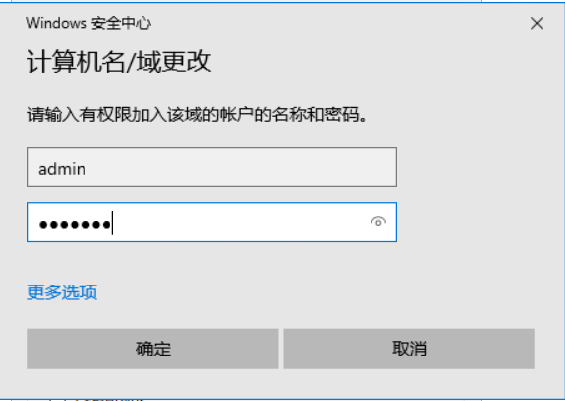 Windows 安全中心
计算机名/域更改
请输入有权限加入该域的帐户的名称和密码。
admin
●●●●●●●
更多选项
确定
取消